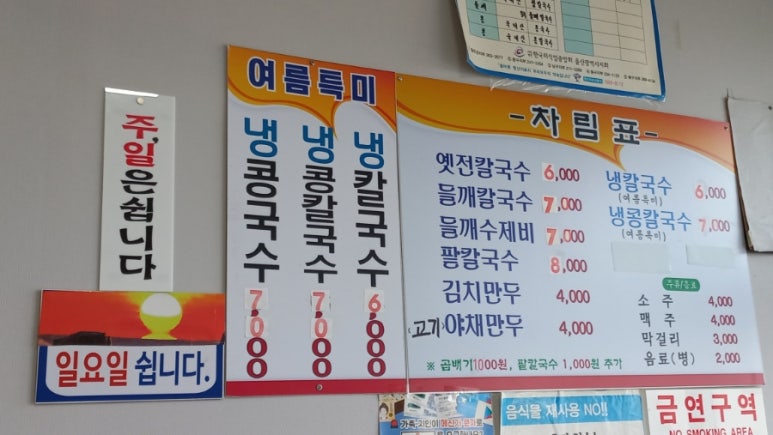 주,일은쉽니다
일요일 쉽니다.
여름특미
냉콩국수 7,000
냉콩칼국수 7,000
냉칼국수 6,000
-차림표-
옛전칼국수 6,000
들깨칼국수 7,000
들깨수제비 7,000
팥칼국수 8,000
김치만두 4,000
(고기)야채만두 4,000
냉칼국수 6,000
(여름특미)
냉콩칼국수 7,000
(여름특미)
주류/음료
소주 4,000
맥주 4,000
막걸리 3,000
음료(병) 2,000
※ 곱배기1000원, 팥칼국수 1,000원 추가
음식물 재사용 NO!!
금연구역
NO SMOKING AREA